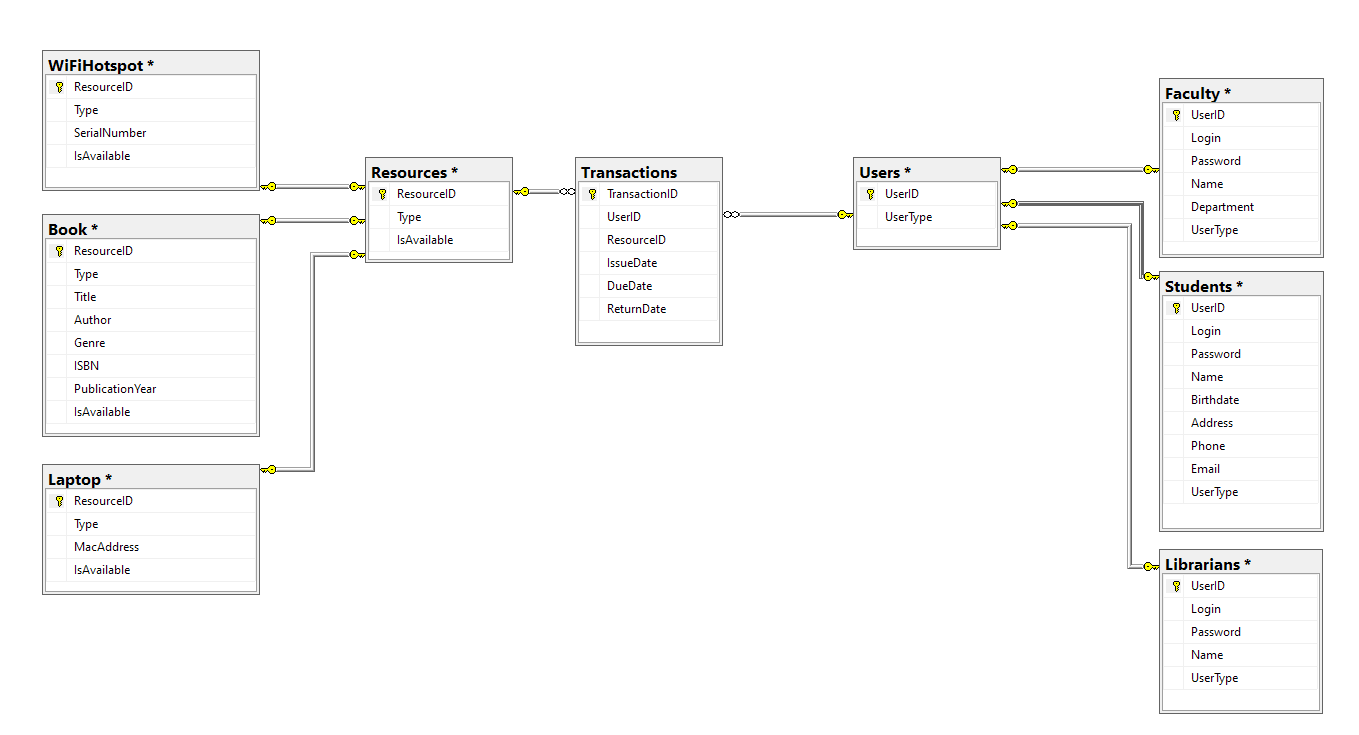 WiFiHotspot *
ResourceID
Type
SerialNumber
IsAvailable
Book *
ResourceID
Type
Title
Author
Genre
ISBN
PublicationYear
IsAvailable
Laptop *
ResourceID
Type
MacAddress
IsAvailable
Resources *
ResourceID
Type
IsAvailable
Transactions
TransactionID
UserID
ResourceID
IssueDate
DueDate
ReturnDate
Users *
UserID
UserType
Faculty *
UserID
Login
Password
Name
Department
UserType
Students *
UserID
Login
Password
Name
Birthdate
Address
Phone
Email
UserType
Librarians *
UserID
Login
Password
Name
UserType